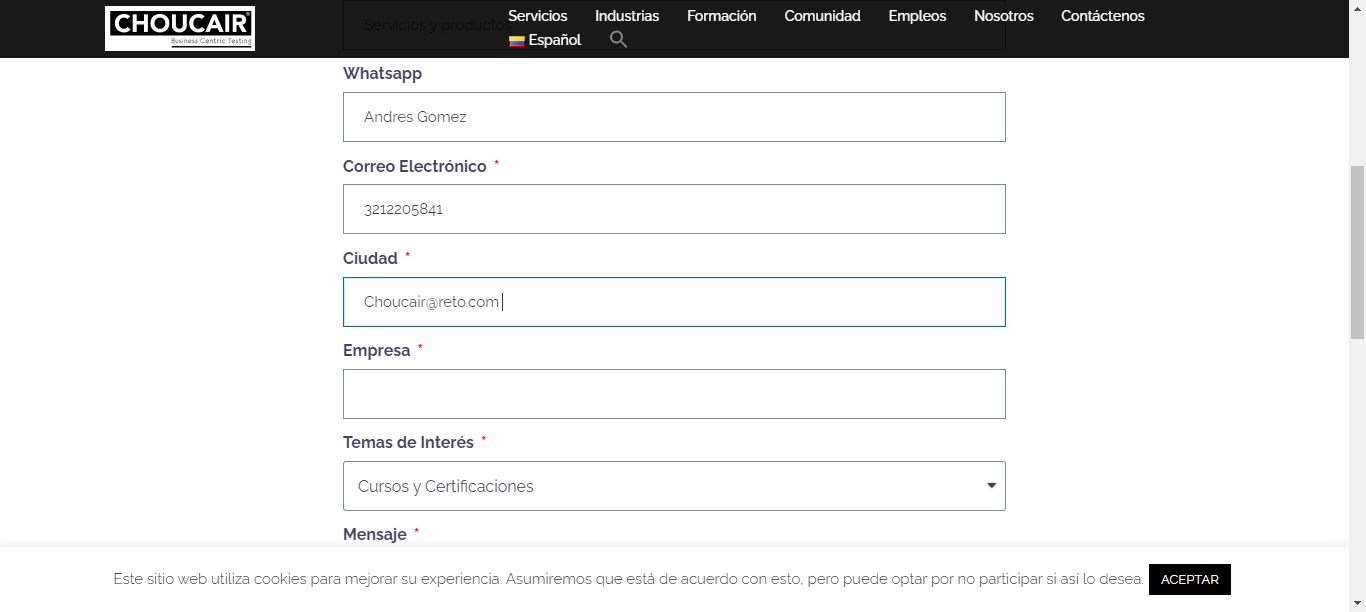 CHOUCAIR®
Business Centric Testing
Servicios Industrias Formación Comunidad Empleos Nosotros Contáctenos
Español
Servicios y productos
Whatsapp
Andres Gomez
Correo Electrónico *
3212205841
Ciudad *
Choucair@reto.com
Empresa *
Temas de Interés *
Cursos y Certificaciones
Mensaje *
Este sitio web utiliza cookies para mejorar su experiencia. Asumiremos que está de acuerdo con esto, pero puede optar por no participar si así lo desea. ACEPTAR